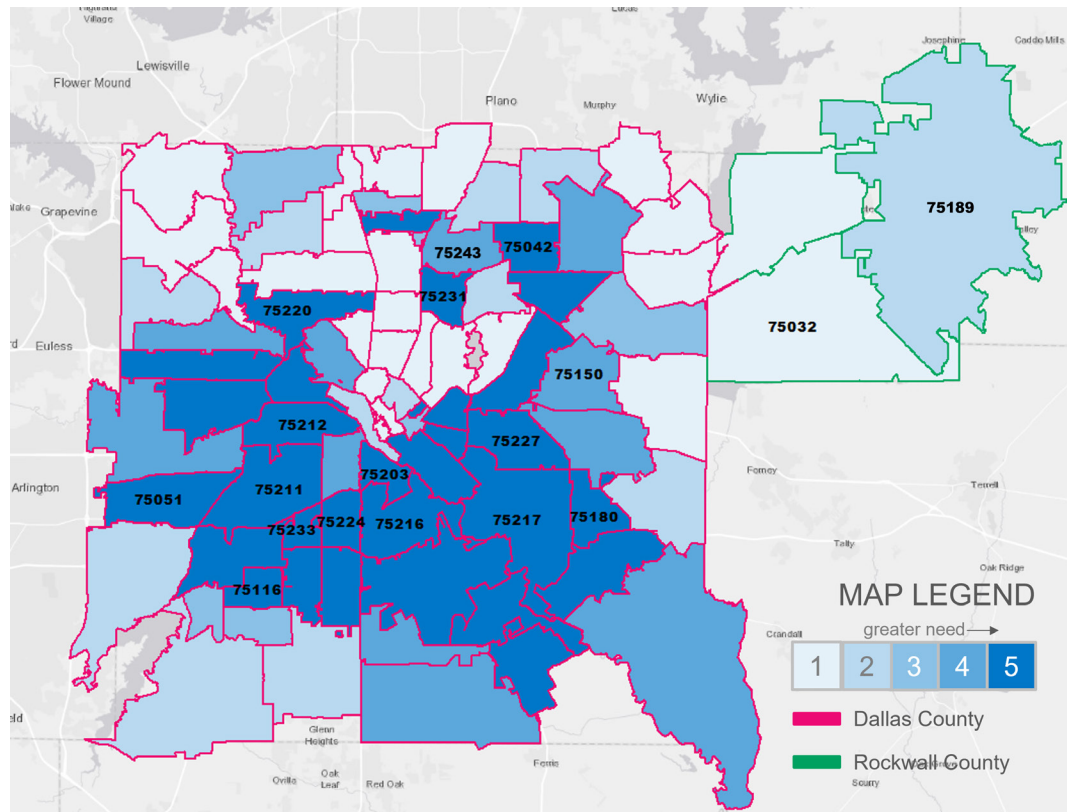 Village
Lucas
Josephine
Caddo Mills
Lewisville
Flower Mound
Plano
Murphy
Wylie
Grapevine
75189
75243
75042
75231
75220
75032
Euless
75150
75212
75227
75203
Forney
Terrell
Arlington
75051
75211
75216
75217
75180
75233
75224
Tally
Oak Ridge
75116
MAP LEGEND
greater need
Crandall
1 2 3 4 5
Dallas County
Glenn
Heights
Rockwall County
Ferris
Ovilla
Oak
Leaf
Red Oak
Scurry